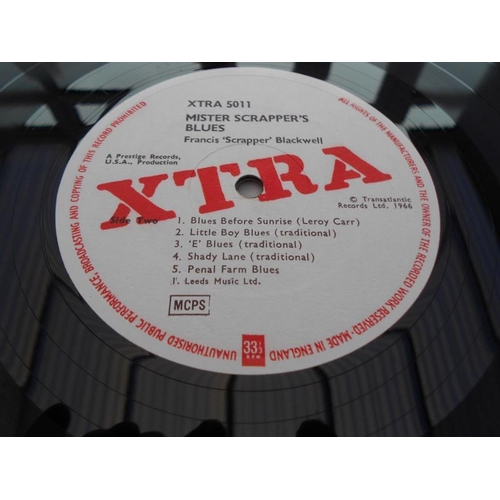 XTRA 5011
MISTER SCRAPPER'S
BLUES
Francis 'Scrapper' Blackwell
A Prestige Records,
U.S.A., Production
XTRA
© Transatlantic
Records Ltd. 1966
Side Two
1. Blues Before Sunrise (Leroy Carr)
2. Little Boy Blues (traditional)
3. 'E' Blues (traditional)
4. Shady Lane (traditional)
5. Penal Farm Blues
1'. Leeds Music Ltd.
MCPS
33⅓
RPM
ALL RIGHTS OF THE MANUFACTURERS AND THE OWNER OF THE RECORDED WORK RESERVED-MADE IN ENGLAND
UNAUTHORISED PUBLIC PERFORMANCE, BROADCASTING AND COPYING OF THIS RECORD PROHIBITED